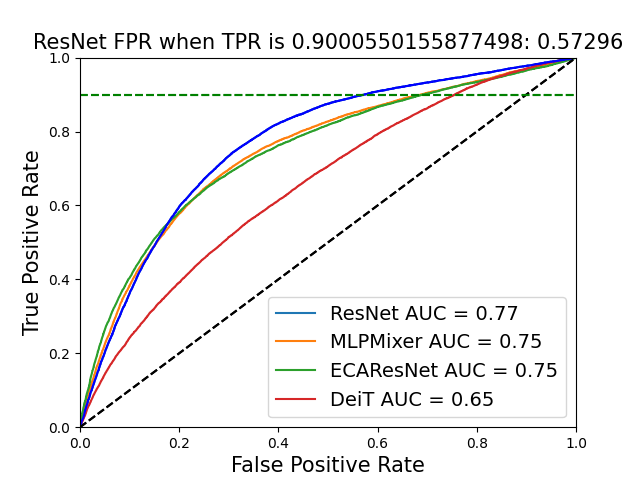 ResNet FPR when TPR is 0.9000550155877498: 0.57296
True Positive Rate
1.0
0.8
0.6
0.4
0.2
0.0
ResNet AUC = 0.77
MLPMixer AUC = 0.75
ECAResNet AUC = 0.75
DeiT AUC = 0.65
0.0 0.2 0.4 0.6 0.8 1.0
False Positive Rate